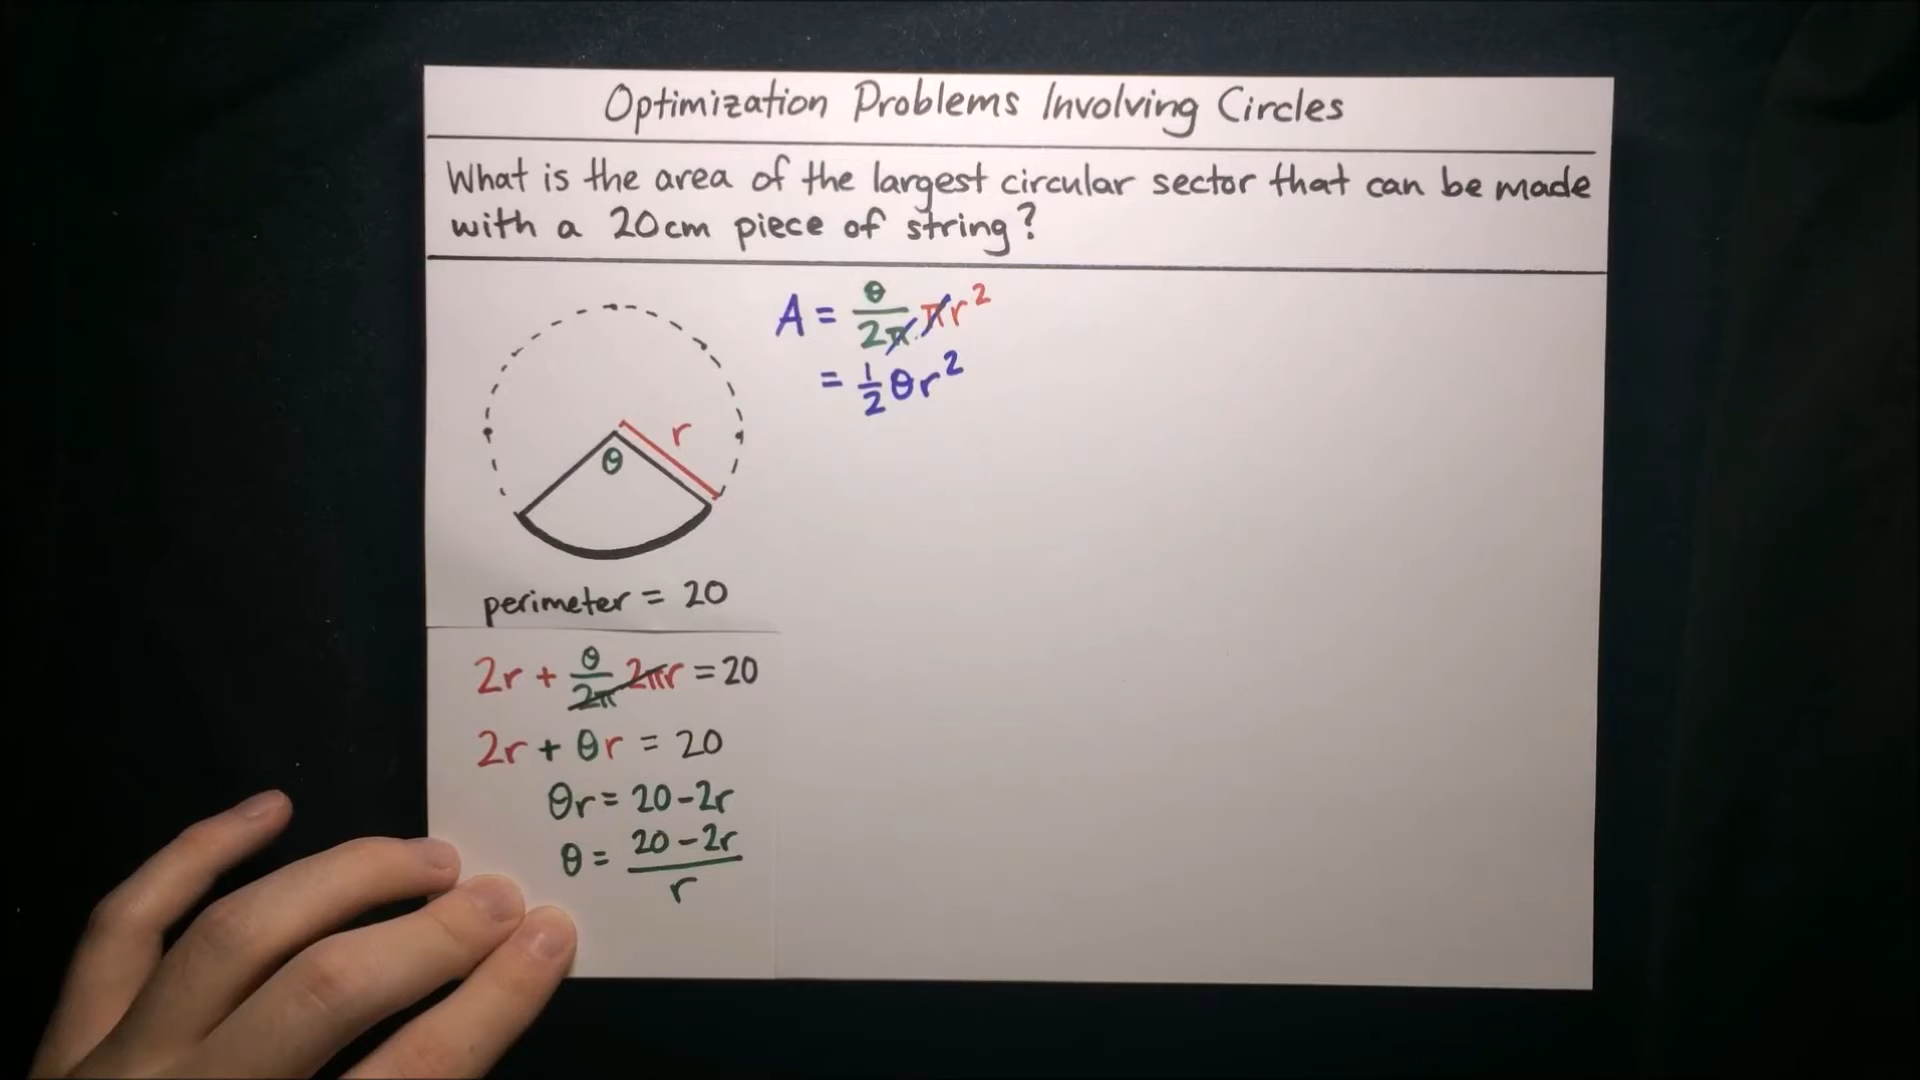 Optimization Problems Involving Circles
What is the area of the largest circular sector that can be made
with a 20cm piece of string?
A = θ/2π πr²
= 1/2 θr²
r
θ
perimeter = 20
2r + θ/2π 2πr = 20
2r + θr = 20
θr = 20-2r
θ = 20-2r/r